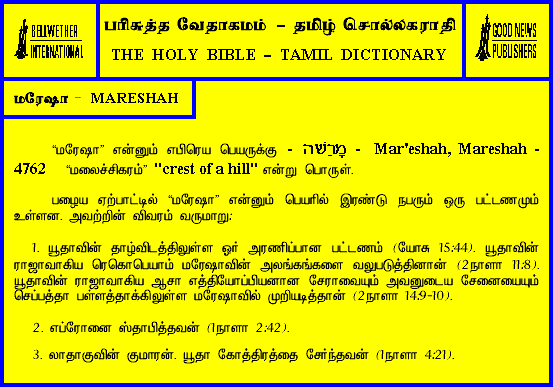 BELLWETHER
INTERNATIONAL
பரிசுத்த வேதாகமம் - தமிழ் சொல்லகராதி
THE HOLY BIBLE - TAMIL DICTIONARY
GOOD NEWS
PUBLISHERS
மரேஷா - MARESHAH
“மரேஷா” என்னும் எபிரெய பெயருக்கு - מָרֵשָׁה - Mar'eshah, Mareshah -
4762 “மலைச்சிகரம்” "crest of a hill" என்று பொருள்.
பழைய ஏற்பாட்டில் “மரேஷா” என்னும் பெயரில் இரண்டு நபரும் ஒரு பட்டணமும்
உள்ளன. அவற்றின் விவரம் வருமாறு:
1. யூதாவின் தாழ்விடத்திலுள்ள ஓர் அரணிப்பான பட்டணம் (யோசு 15:44). யூதாவின்
ராஜாவாகிய ரெகொபெயாம் மரேஷாவின் அலங்கங்களை வலுபடுத்தினான் (2நாளா 11:8).
யூதாவின் ராஜாவாகிய ஆசா எத்தியோப்பியனான சேராவையும் அவனுடைய சேனையையும்
செப்பத்தா பள்ளத்தாக்கிலுள்ள மரேஷாவில் முறியடித்தான் (2நாளா 14:9-10).
2. எப்ரோனை ஸ்தாபித்தவன் (1நாளா 2:42).
3. லாதாகுவின் குமாரன். யூதா கோத்திரத்தை சேர்ந்தவன் (1நாளா 4:21).